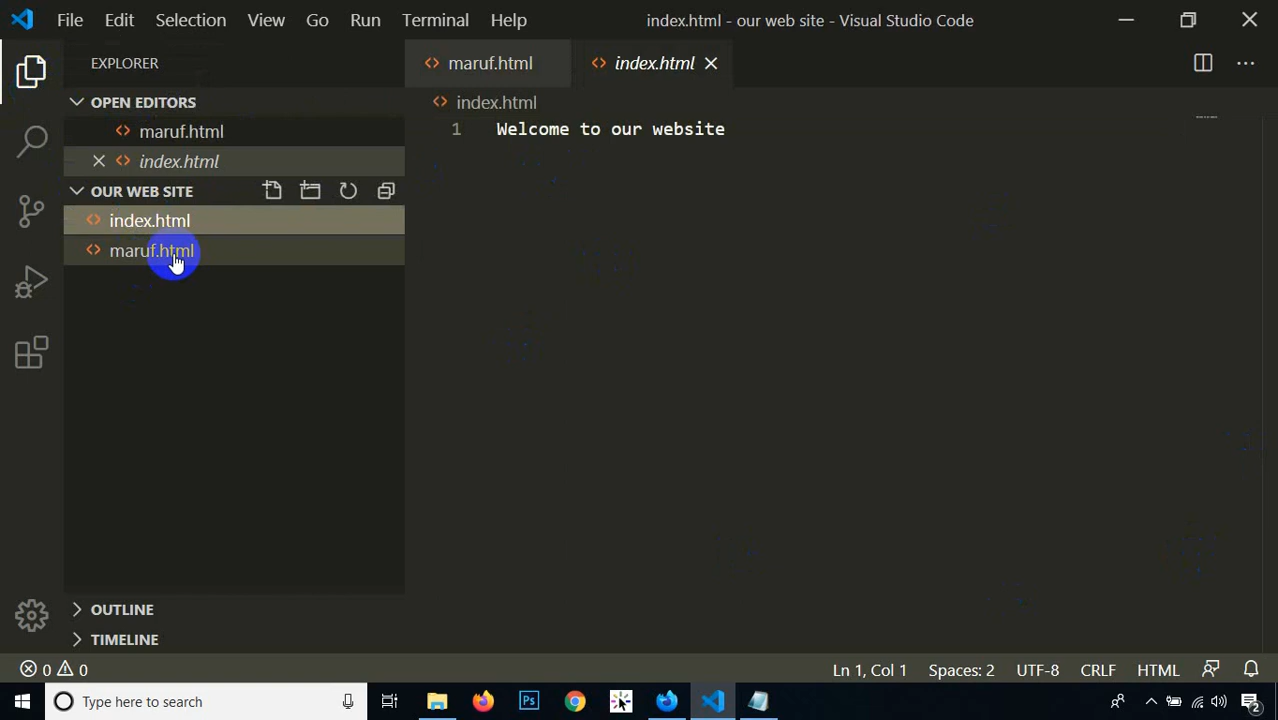 File Edit Selection View Go Run Terminal Help index.html - our web site - Visual Studio Code
EXPLORER
maruf.html index.html
OPEN EDITORS
maruf.html
index.html
OUR WEB SITE
index.html
maruf.html
OUTLINE
TIMELINE
index.html
1 Welcome to our website
0 0 Ln 1, Col 1 Spaces: 2 UTF-8 CRLF HTML
Type here to search Ps 2